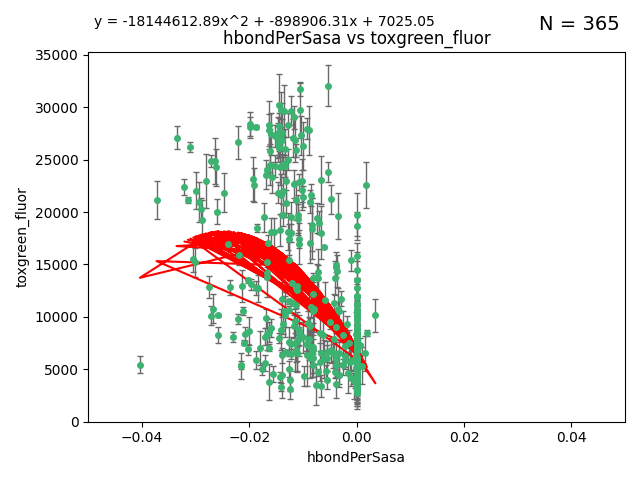 y = -18144612.89x^2 + -898906.31x + 7025.05
N = 365
hbondPerSasa vs toxgreen_fluor
toxgreen_fluor
35000
30000
25000
20000
15000
10000
5000
0
−0.04
−0.02
0.00
0.02
0.04
hbondPerSasa